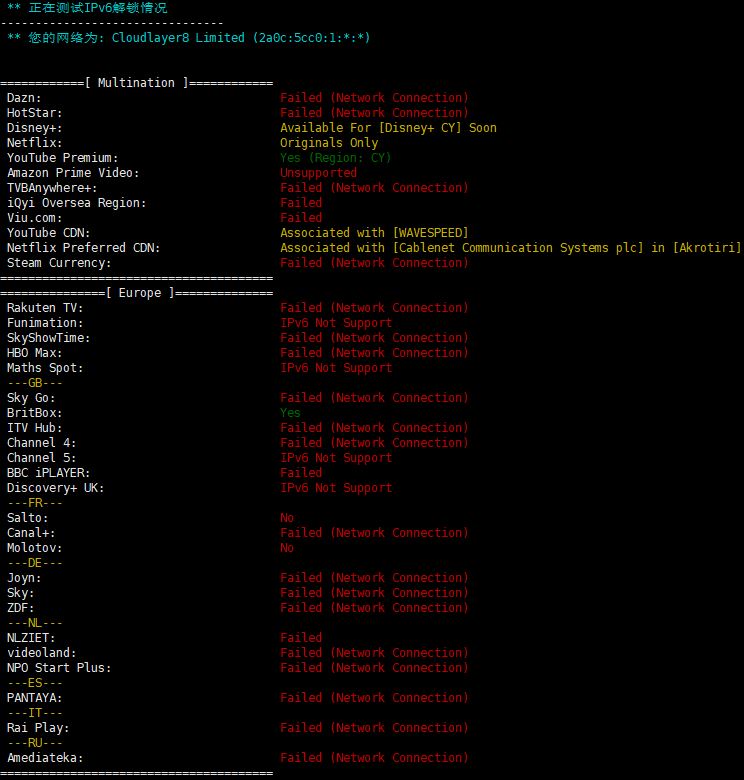 ** 正在测试IPv6解锁情况
--------------------------------
** 您的网络为: Cloudlayer8 Limited (2a0c:5cc0:1:*:*)
============[ Multination ]============
Dazn: Failed (Network Connection)
HotStar: Failed (Network Connection)
Disney+: Available For [Disney+ CY] Soon
Netflix: Originals Only
YouTube Premium: Yes (Region: CY)
Amazon Prime Video: Unsupported
TVBAnywhere+: Failed (Network Connection)
iQyi Oversea Region: Failed
Viu.com: Failed
YouTube CDN: Associated with [WAVESPEED]
Netflix Preferred CDN: Associated with [Cablenet Communication Systems plc] in [Akrotiri]
Steam Currency: Failed (Network Connection)
=======================================
===============[ Europe ]==============
Rakuten TV: Failed (Network Connection)
Funimation: IPv6 Not Support
SkyShowTime: Failed (Network Connection)
HBO Max: Failed (Network Connection)
Maths Spot: IPv6 Not Support
---GB---
Sky Go: Failed (Network Connection)
BritBox: Yes
ITV Hub: Failed (Network Connection)
Channel 4: Failed (Network Connection)
Channel 5: IPv6 Not Support
BBC iPLAYER: Failed
Discovery+ UK: IPv6 Not Support
---FR---
Salto: No
Canal+: Failed (Network Connection)
Molotov: No
---DE---
Joyn: Failed (Network Connection)
Sky: Failed (Network Connection)
ZDF: Failed (Network Connection)
---NL---
NLZIET: Failed
videoland: Failed (Network Connection)
NPO Start Plus: Failed (Network Connection)
---ES---
PANTAYA: Failed (Network Connection)
---IT---
Rai Play: Failed (Network Connection)
---RU---
Amediateka: Failed (Network Connection)
=======================================